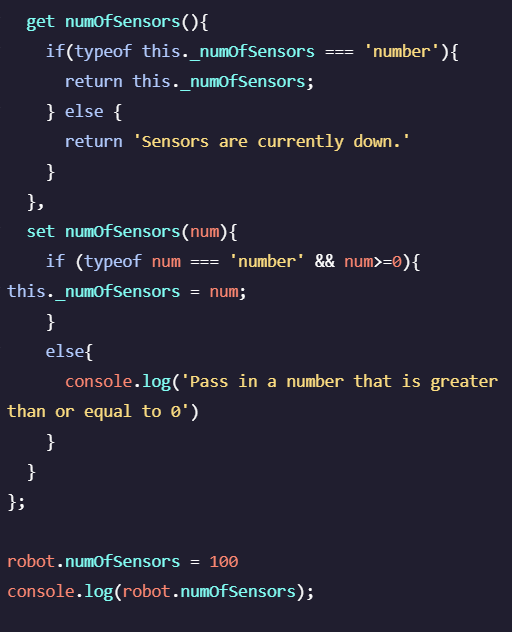 get numOfSensors(){
    if(typeof this._numOfSensors === 'number'){
      return this._numOfSensors;
    } else {
      return 'Sensors are currently down.'
    }
  },
  set numOfSensors(num){
    if (typeof num === 'number' && num>=0){
this._numOfSensors = num;
    }
    else{
      console.log('Pass in a number that is greater
than or equal to 0')
    }
  }
};

robot.numOfSensors = 100
console.log(robot.numOfSensors);